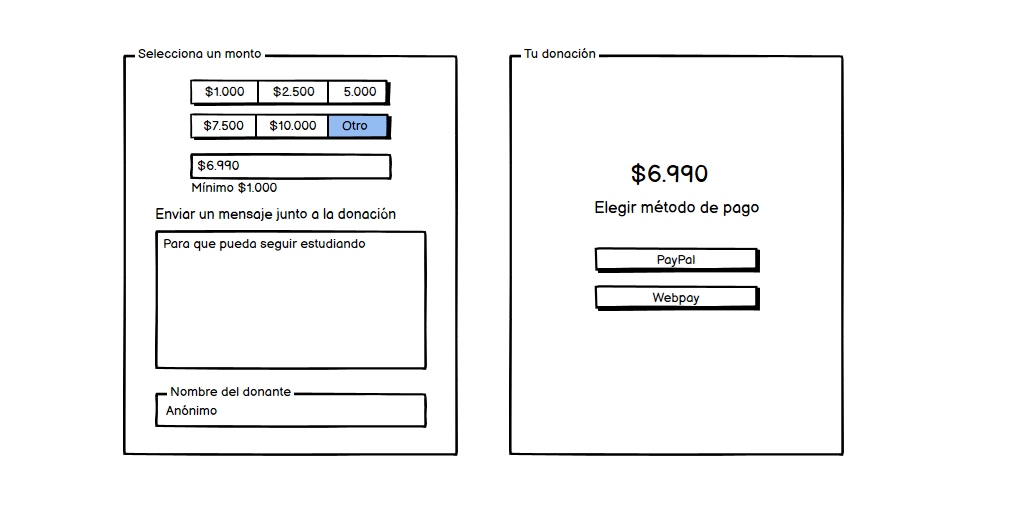 Selecciona un monto
$1.000 $2.500 5.000
$7.500 $10.000 Otro
$6.990
Mínimo $1.000
Enviar un mensaje junto a la donación
Para que pueda seguir estudiando
Nombre del donante
Anónimo
Tu donación
$6.990
Elegir método de pago
PayPal
Webpay